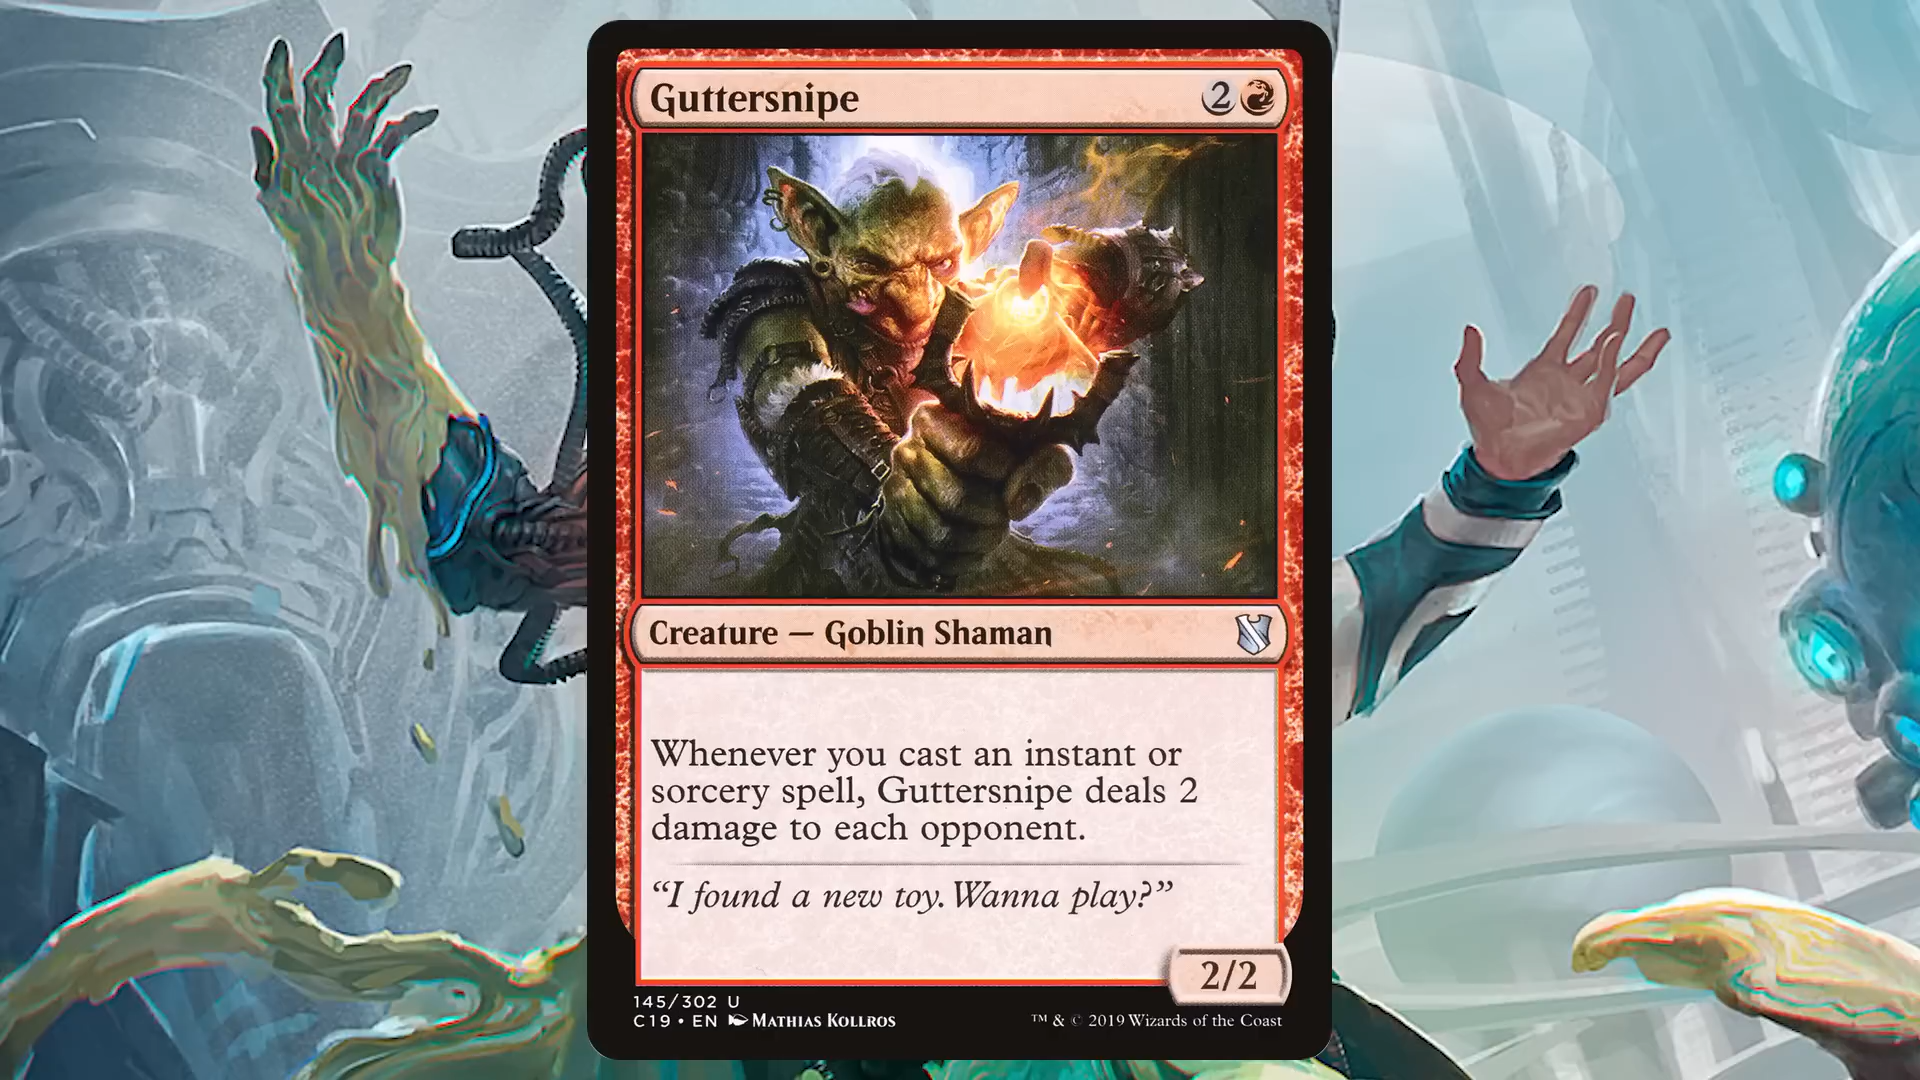 Guttersnipe 2
Creature — Goblin Shaman
Whenever you cast an instant or
sorcery spell, Guttersnipe deals 2
damage to each opponent.
“I found a new toy. Wanna play?”
2/2
145/302 U
C19 • EN Mathias Kollros
™ & © 2019 Wizards of the Coast